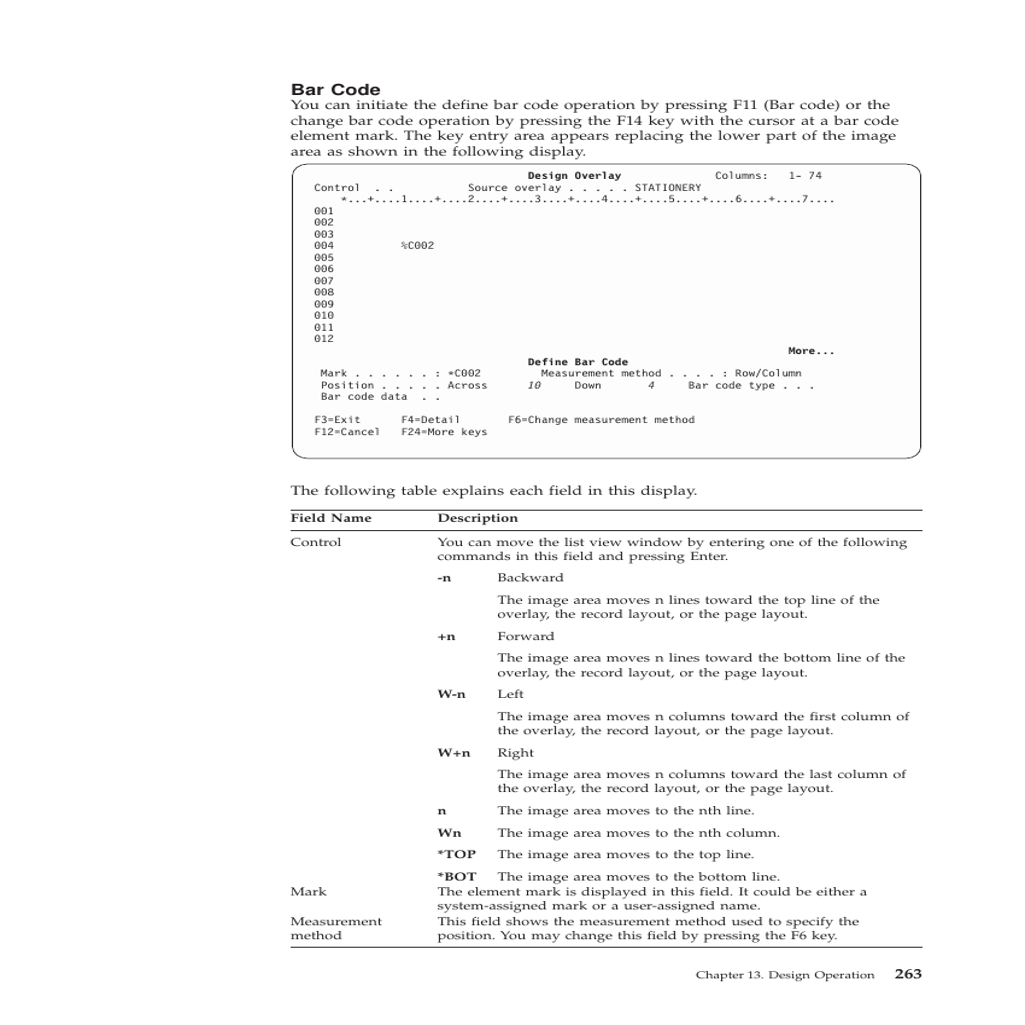 Bar Code
You can initiate the define bar code operation by pressing F11 (Bar code) or the
change bar code operation by pressing the F14 key with the cursor at a bar code
element mark. The key entry area appears replacing the lower part of the image
area as shown in the following display.
Design Overlay Columns: 1- 74
Control . . Source overlay . . . . . STATIONERY
*...+....1....+....2....+....3....+....4....+....5....+....6....+....7....
001
002
003
004 %C002
005
006
007
008
009
010
011
012
More...
Define Bar Code
Mark . . . . . . : *C002 Measurement method . . . . : Row/Column
Position . . . . . Across 10 Down 4 Bar code type . . .
Bar code data . .
F3=Exit F4=Detail F6=Change measurement method
F12=Cancel F24=More keys
The following table explains each field in this display.
Field Name Description
Control You can move the list view window by entering one of the following
commands in this field and pressing Enter.
-n Backward
The image area moves n lines toward the top line of the
overlay, the record layout, or the page layout.
+n Forward
The image area moves n lines toward the bottom line of the
overlay, the record layout, or the page layout.
W-n Left
The image area moves n columns toward the first column of
the overlay, the record layout, or the page layout.
W+n Right
The image area moves n columns toward the last column of
the overlay, the record layout, or the page layout.
n The image area moves to the nth line.
Wn The image area moves to the nth column.
*TOP The image area moves to the top line.
*BOT The image area moves to the bottom line.
Mark The element mark is displayed in this field. It could be either a
system-assigned mark or a user-assigned name.
Measurement This field shows the measurement method used to specify the
method position. You may change this field by pressing the F6 key.
Chapter 13. Design Operation 263